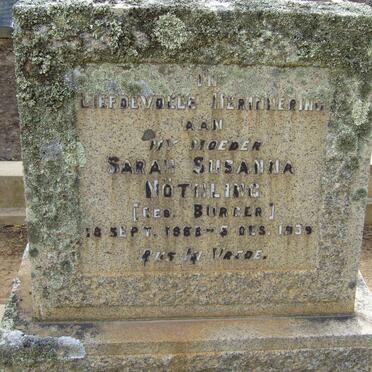 IN
LIEFDEVOLLE HERINNERING
AAN
MY MOEDER
SARAH SUSANNA
NOTHLING
[GEB. BURGER]
18 SEPT. 1868 - 5 DES. 1939
RUS IN VREDE.